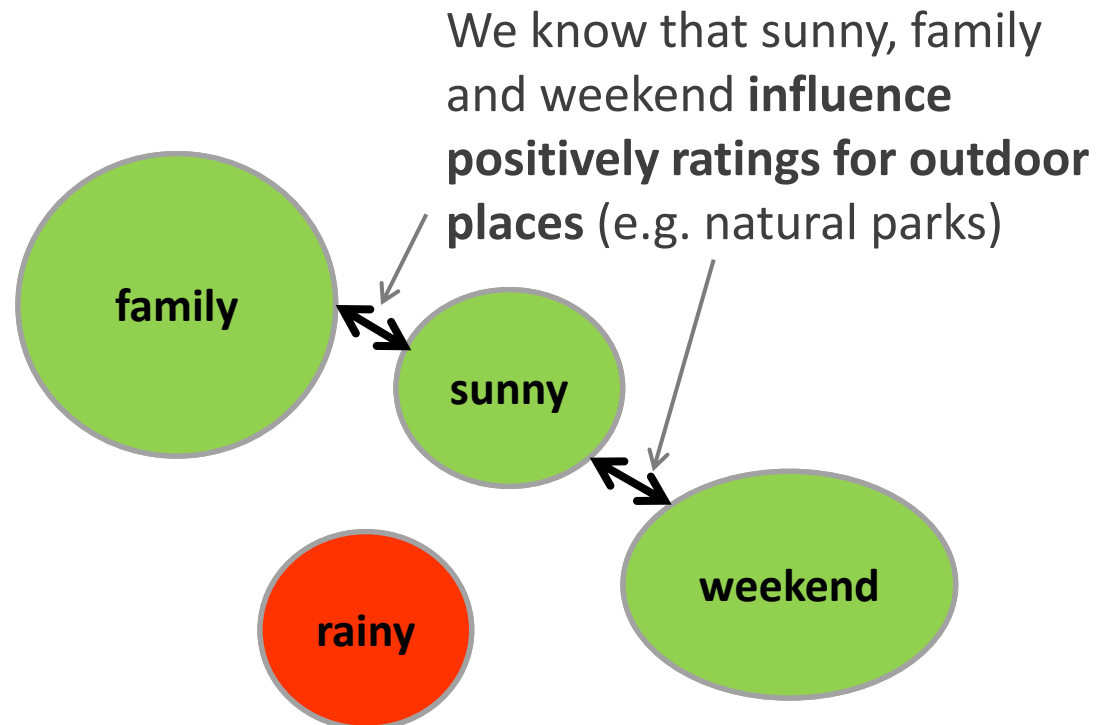 We know that sunny, family
and weekend influence
positively ratings for outdoor
places (e.g. natural parks)
family
sunny
weekend
rainy